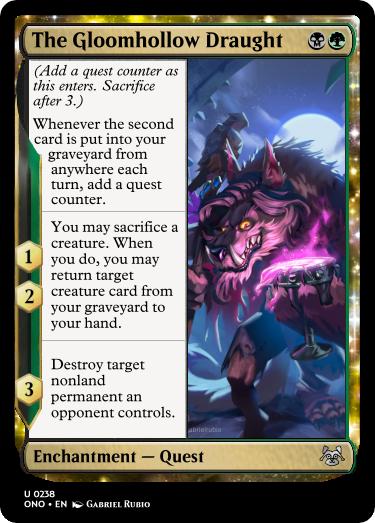 The Gloomhollow Draught
(Add a quest counter as
this enters. Sacrifice
after 3.)
Whenever the second
card is put into your
graveyard from
anywhere each
turn, add a quest
counter.
1
2
You may sacrifice a
creature. When
you do, you may
return target
creature card from
your graveyard to
your hand.
3
Destroy target
nonland
permanent an
opponent controls.
abrielrubio
Enchantment — Quest
U 0238
ONO • EN Gabriel Rubio